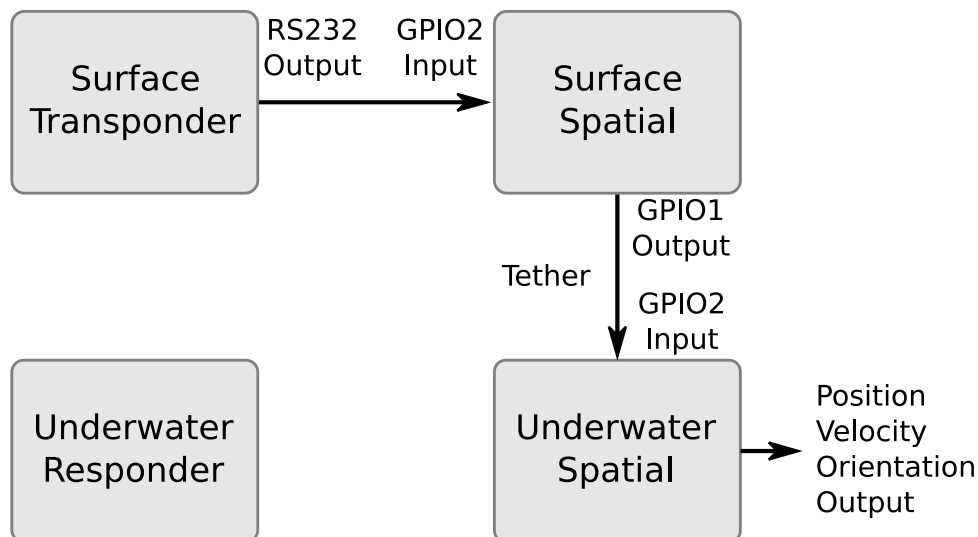 Surface
Transponder
RS232
Output
GPIO2
Input
Surface
Spatial
GPIO1
Output
Tether
GPIO2
Input
Underwater
Responder
Underwater
Spatial
Position
Velocity
Orientation
Output